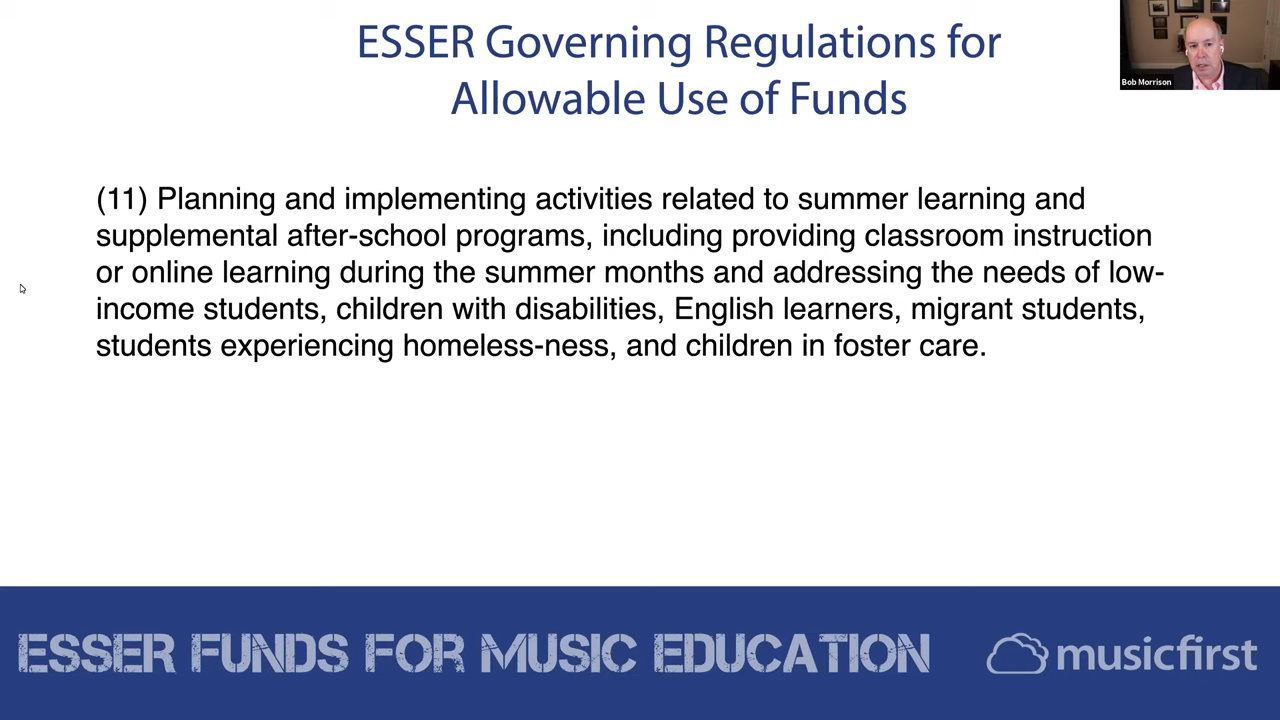 ESSER Governing Regulations for
Allowable Use of Funds
Bob Morrison
(11) Planning and implementing activities related to summer learning and
supplemental after-school programs, including providing classroom instruction
or online learning during the summer months and addressing the needs of low-
income students, children with disabilities, English learners, migrant students,
students experiencing homeless-ness, and children in foster care.
ESSER FUNDS FOR MUSIC EDUCATION
musicfirst